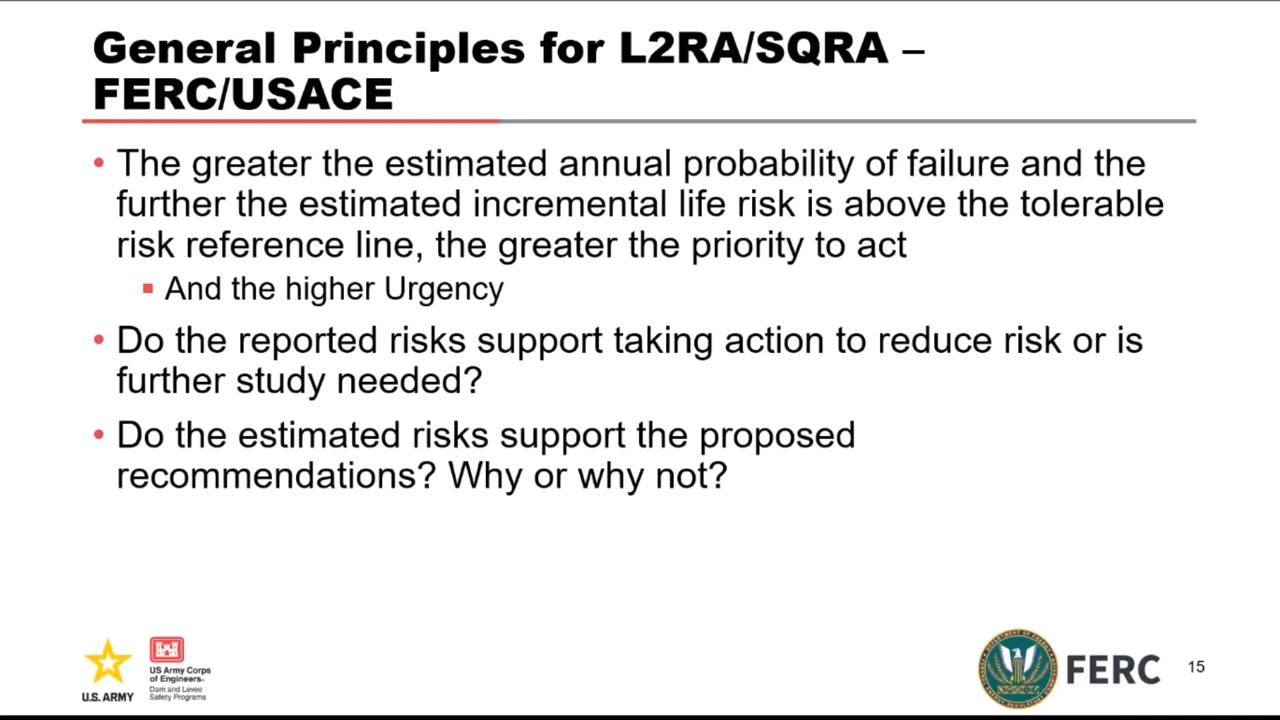 General Principles for L2RA/SQRA –
FERC/USACE
• The greater the estimated annual probability of failure and the
further the estimated incremental life risk is above the tolerable
risk reference line, the greater the priority to act
▪ And the higher Urgency
• Do the reported risks support taking action to reduce risk or is
further study needed?
• Do the estimated risks support the proposed
recommendations? Why or why not?
U.S. ARMY
US Army Corps
of Engineers®
Dam and Levee
Safety Programs
FERC
15